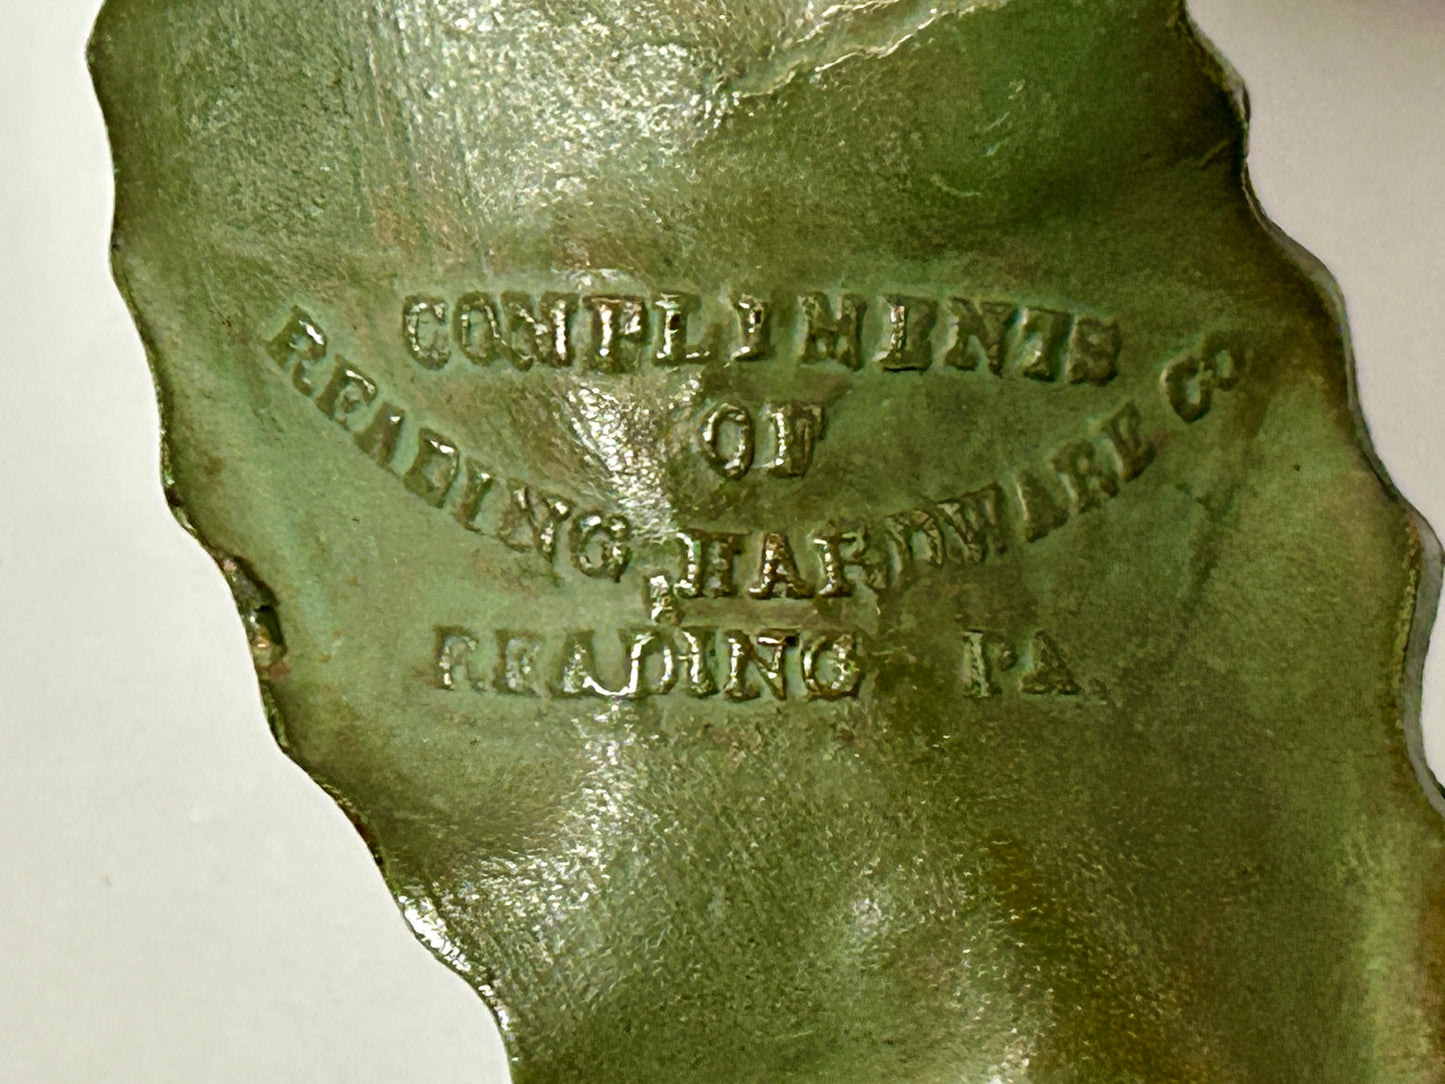 COMPLIMENTS
OF
READING HARDWARE CO
READING PA.